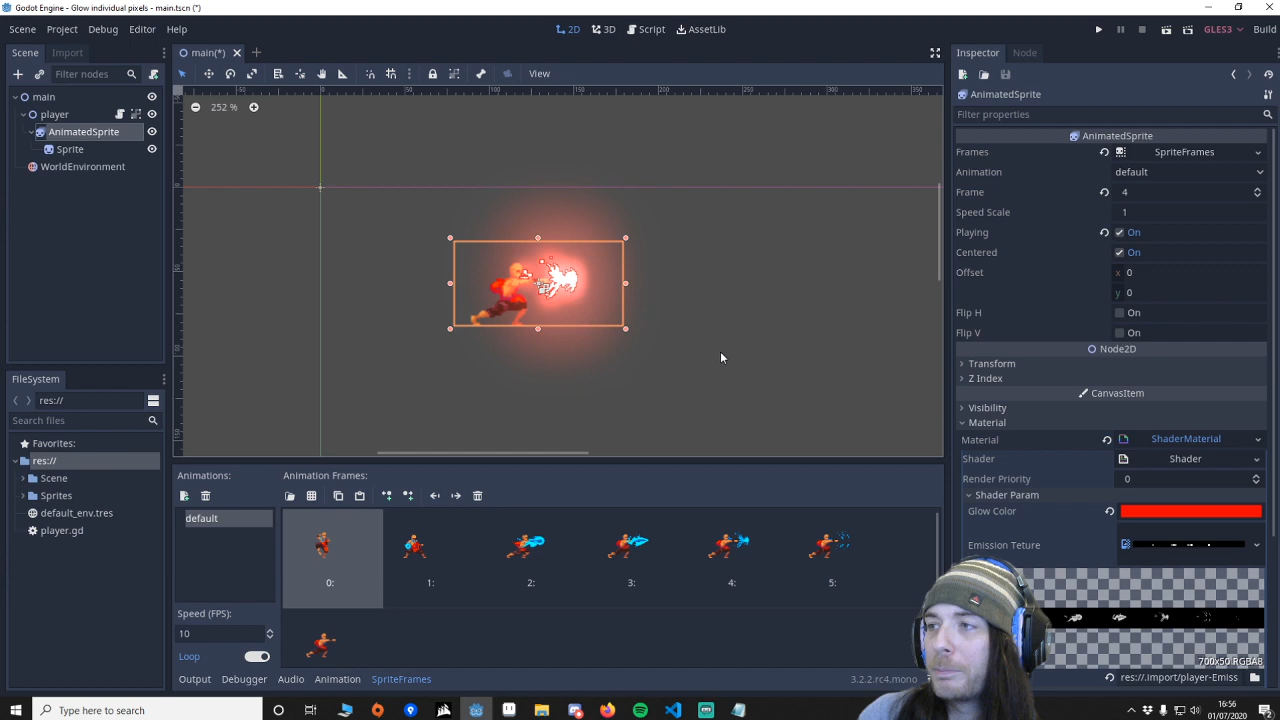 Godot Engine - Glow individual pixels - main.tscn (*)
Scene Project Debug Editor Help
2D 3D Script AssetLib
GLES3 Build
Scene Import
main(*)
Inspector Node
Filter nodes
View
main
AnimatedSprite
252 %
Filter properties
player
AnimatedSprite
AnimatedSprite
Sprite
Frames SpriteFrames
WorldEnvironment
Animation default
Frame 4
Speed Scale 1
Playing On
Centered On
Offset x 0
y 0
Flip H On
Flip V On
Node2D
Transform
Z Index
CanvasItem
Visibility
Material
Material ShaderMaterial
Shader Shader
Render Priority 0
Shader Param
Glow Color
Emission Teture
700x50 RGBA8
res://.import/player-Emiss
FileSystem
res://
Search files
Favorites:
res://
Scene
Sprites
default_env.tres
player.gd
Animations:
Animation Frames:
default
0: 1: 2: 3: 4: 5:
Speed (FPS)
10
Loop
Output Debugger Audio Animation SpriteFrames
3.2.2.rc4.mono
Type here to search
16:56
01/07/2020